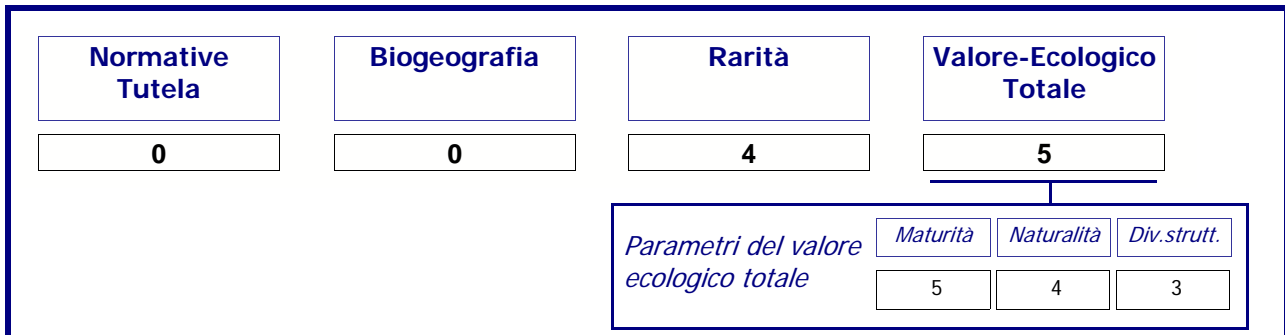 Normative
Tutela
Biogeografia
Rarità
Valore-Ecologico
Totale
0
0
4
5
Parametri del valore
ecologico totale
Maturità
Naturalità
Div.strutt.
5
4
3